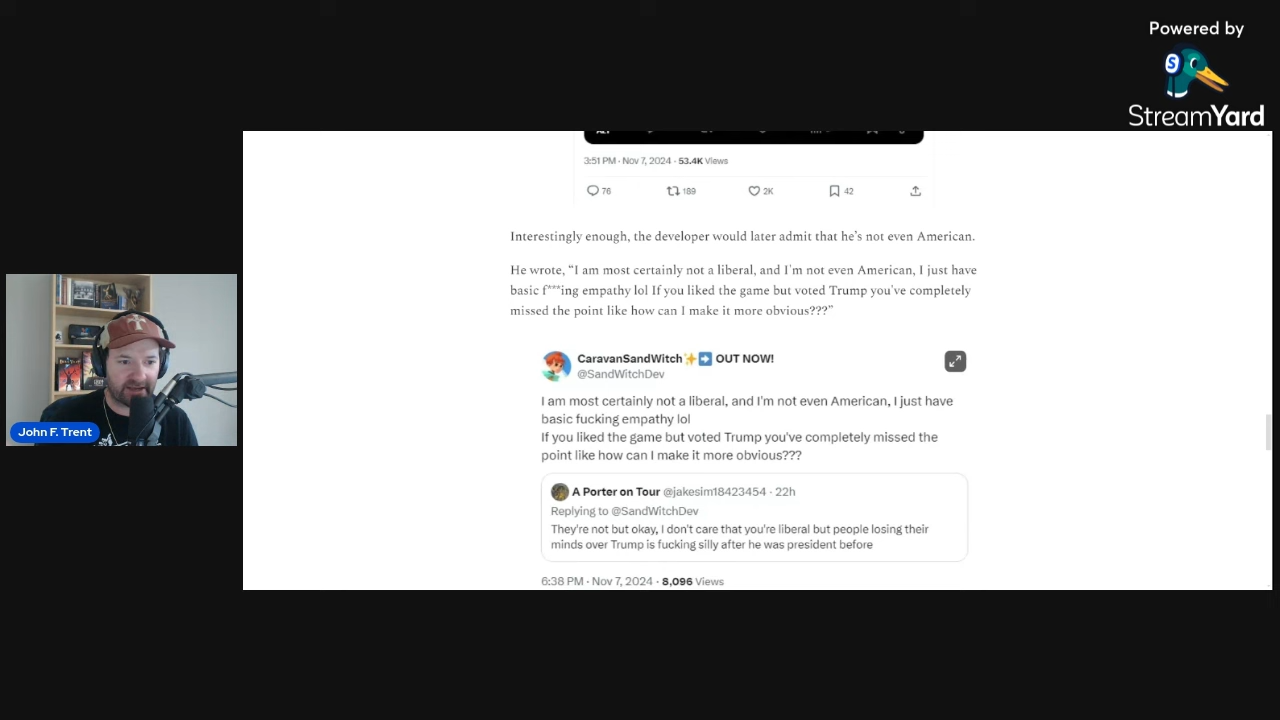 Powered by
S
StreamYard
3:51 PM · Nov 7, 2024 · 53.4K Views
76 189 2K 42
Interestingly enough, the developer would later admit that he’s not even American.
He wrote, “I am most certainly not a liberal, and I'm not even American, I just have
basic f***ing empathy lol If you liked the game but voted Trump you've completely
missed the point like how can I make it more obvious???”
CaravanSandWitch✨➡️ OUT NOW!
@SandWitchDev
I am most certainly not a liberal, and I'm not even American, I just have
basic fucking empathy lol
If you liked the game but voted Trump you've completely missed the
point like how can I make it more obvious???
A Porter on Tour @jakesim18423454 · 22h
Replying to @SandWitchDev
They're not but okay, I don't care that you're liberal but people losing their
minds over Trump is fucking silly after he was president before
6:38 PM · Nov 7, 2024 · 8,096 Views
John F. Trent